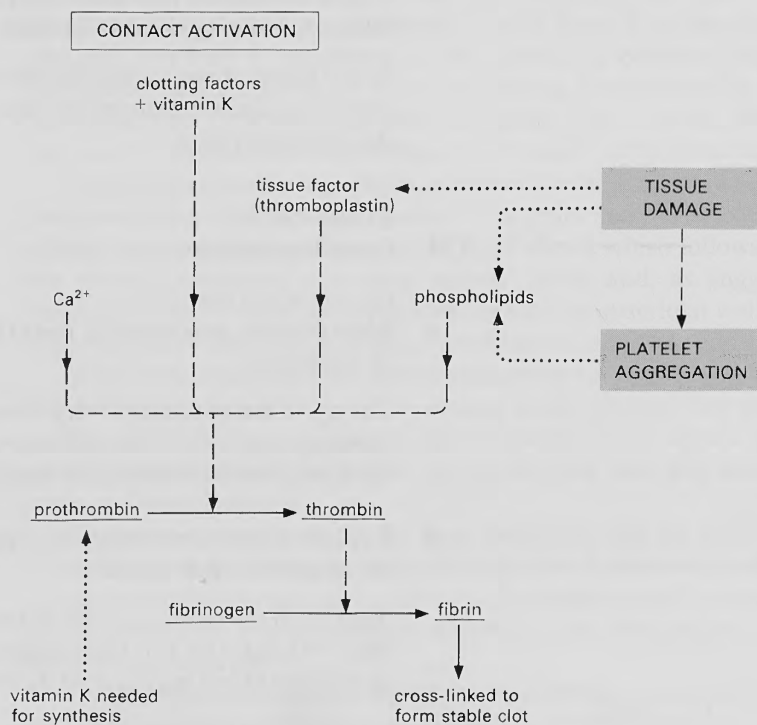 CONTACT ACTIVATION
clotting factors
+ vitamin K
tissue factor
(thromboplastin)
TISSUE
DAMAGE
Ca²⁺
phospholipids
PLATELET
AGGREGATION
prothrombin
thrombin
fibrinogen
fibrin
vitamin K needed
for synthesis
cross-linked to
form stable clot